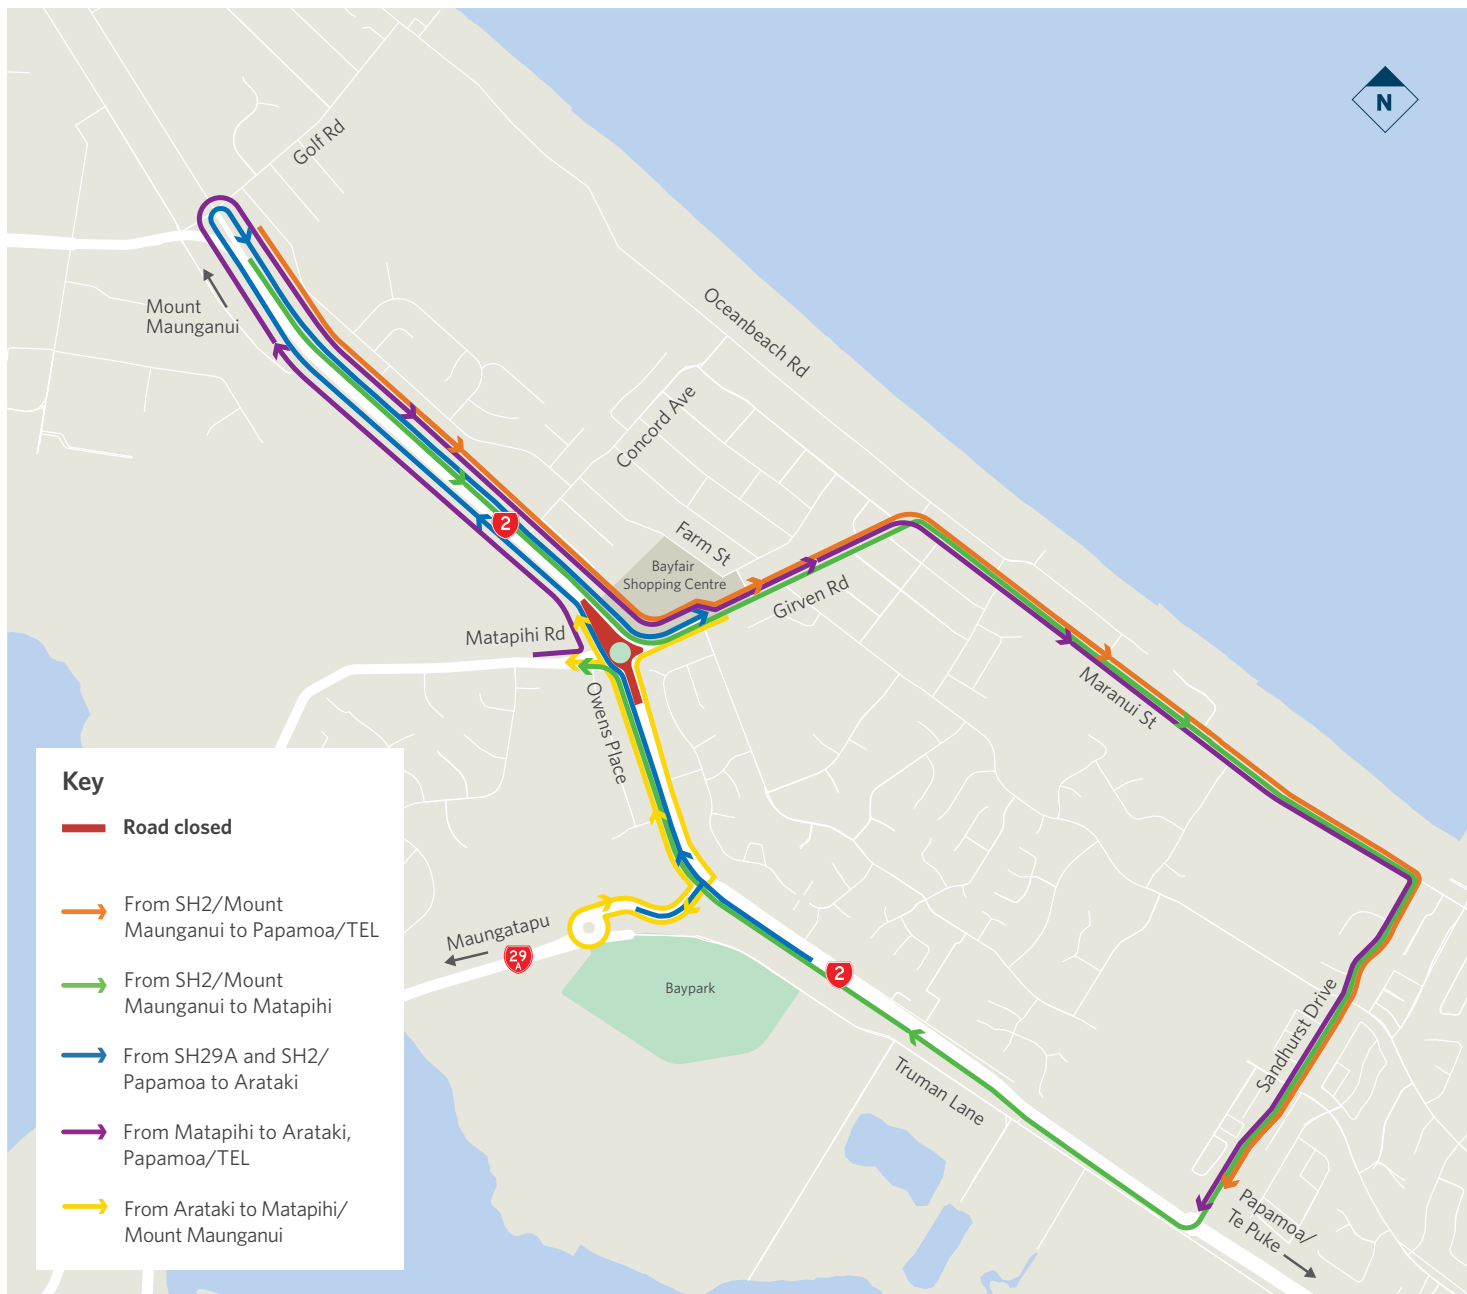 N
Golf Rd
Mount
Maunganui
Oceanbeach Rd
Concord Ave
2
Farm St
Bayfair
Shopping Centre
Girven Rd
Matapihi Rd
Owens Place
Maranui St
Maungatapu
29
A
Baypark
2
Truman Lane
Sandhurst Drive
Papamoa/
Te Puke
Key
Road closed
From SH2/Mount
Maunganui to Papamoa/TEL
From SH2/Mount
Maunganui to Matapihi
From SH29A and SH2/
Papamoa to Arataki
From Matapihi to Arataki,
Papamoa/TEL
From Arataki to Matapihi/
Mount Maunganui